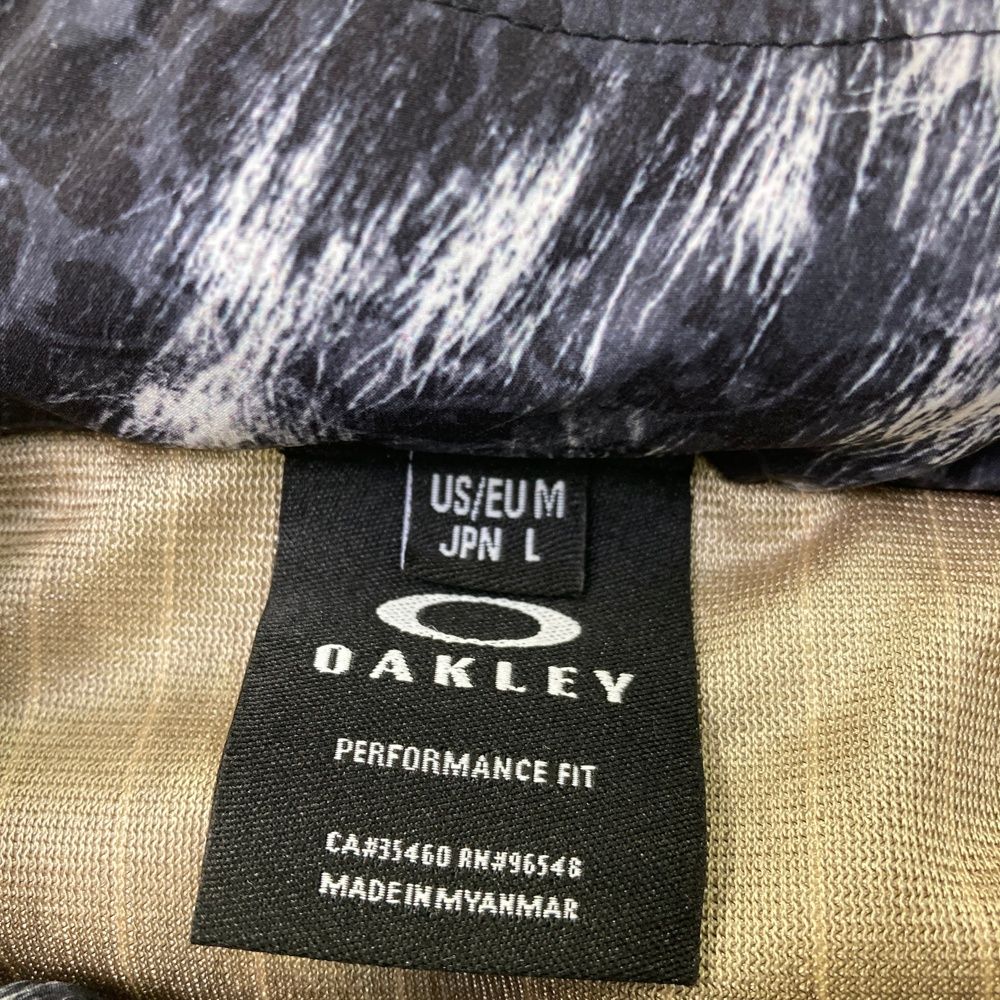 US/EU M
JPN L
OAKLEY
PERFORMANCE FIT
CA#35460 RN#96548
MADE IN MYANMAR